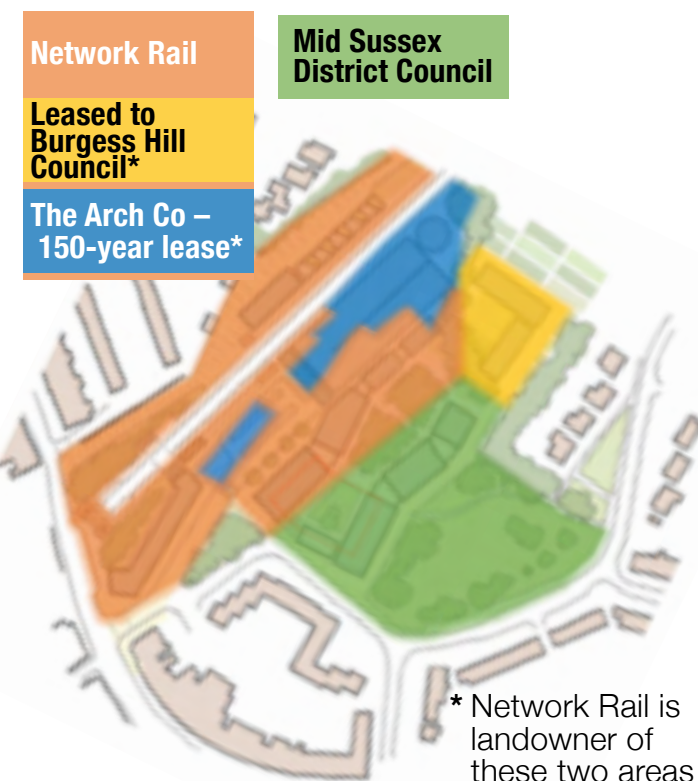 Network Rail
Leased to
Burgess Hill
Council*
The Arch Co –
150-year lease*
Mid Sussex
District Council
* Network Rail is
landowner of
these two areas